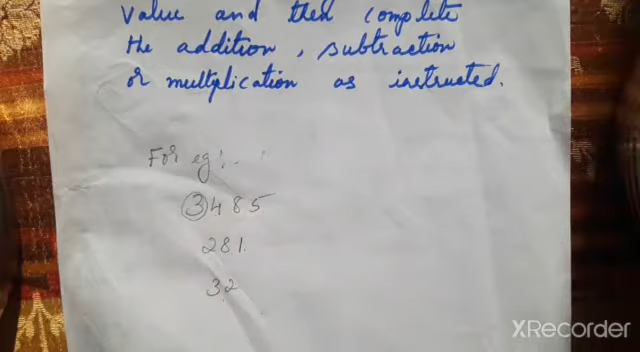 Value and then complete
the addition, subtraction
or multiplication as instructed.
For eg:-
3485
281
32
XRecorder